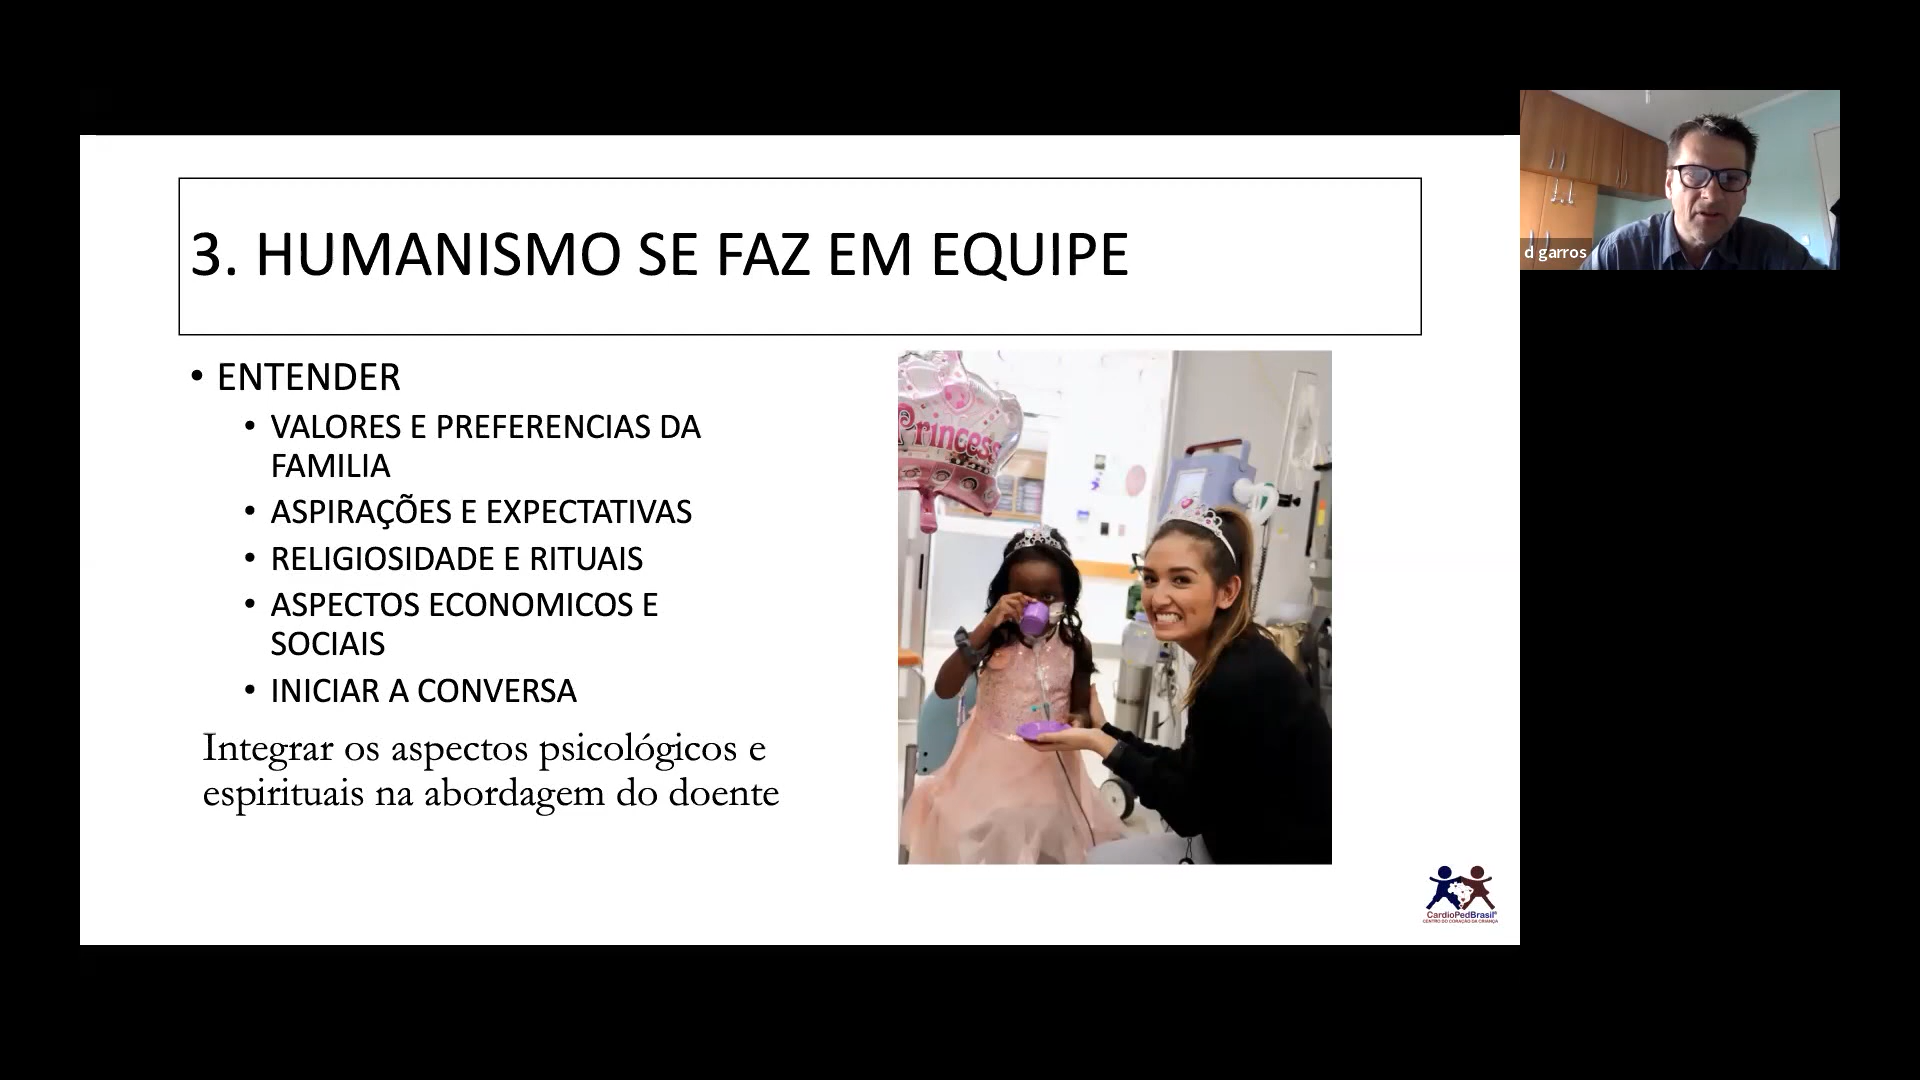 3. HUMANISMO SE FAZ EM EQUIPE
• ENTENDER
• VALORES E PREFERENCIAS DA
FAMILIA
• ASPIRAÇÕES E EXPECTATIVAS
• RELIGIOSIDADE E RITUAIS
• ASPECTOS ECONOMICOS E
SOCIAIS
• INICIAR A CONVERSA
Integrar os aspectos psicológicos e
espirituais na abordagem do doente
Princess
d garros
CardioPedBrasil®
CENTRO DO CORAÇÃO DA CRIANÇA